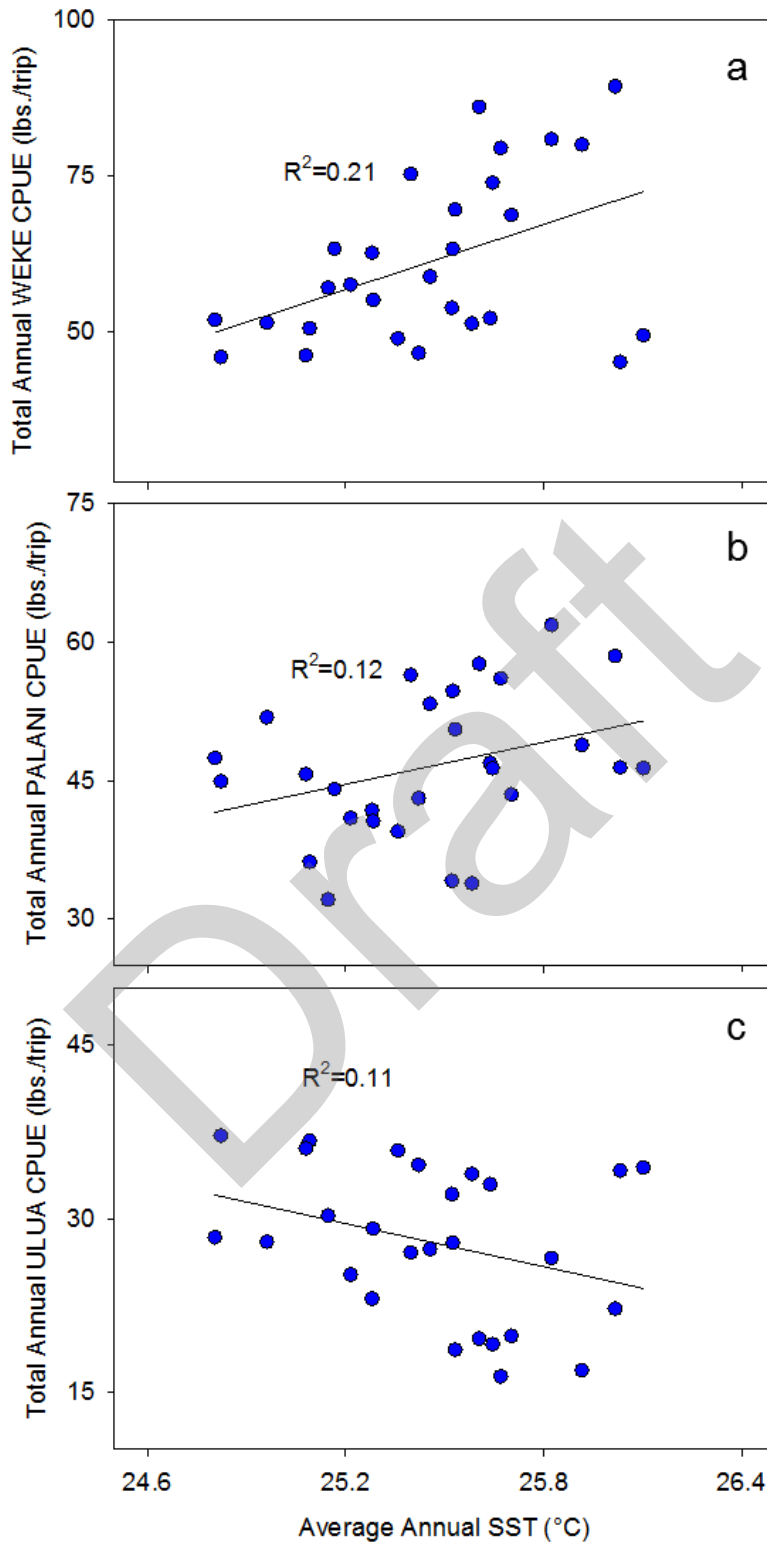 100
a
R²=0.21
75
50
Total Annual WEKE CPUE (lbs./trip)
75
b
60
R²=0.12
45
30
Total Annual PALANI CPUE (lbs./trip)
Draft
c
45
R²=0.11
30
15
Total Annual ULUA CPUE (lbs./trip)
24.6 25.2 25.8 26.4
Average Annual SST (°C)